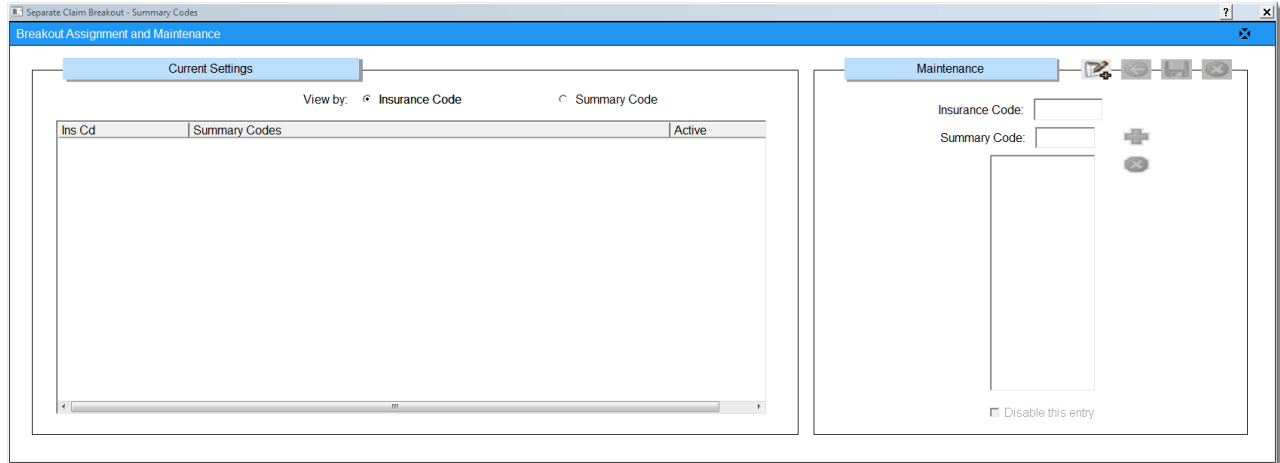 Separate Claim Breakout - Summary Codes
?
Breakout Assignment and Maintenance
Current Settings
View by: Insurance Code Summary Code
Ins Cd Summary Codes Active
Maintenance
Insurance Code:
Summary Code:
Disable this entry